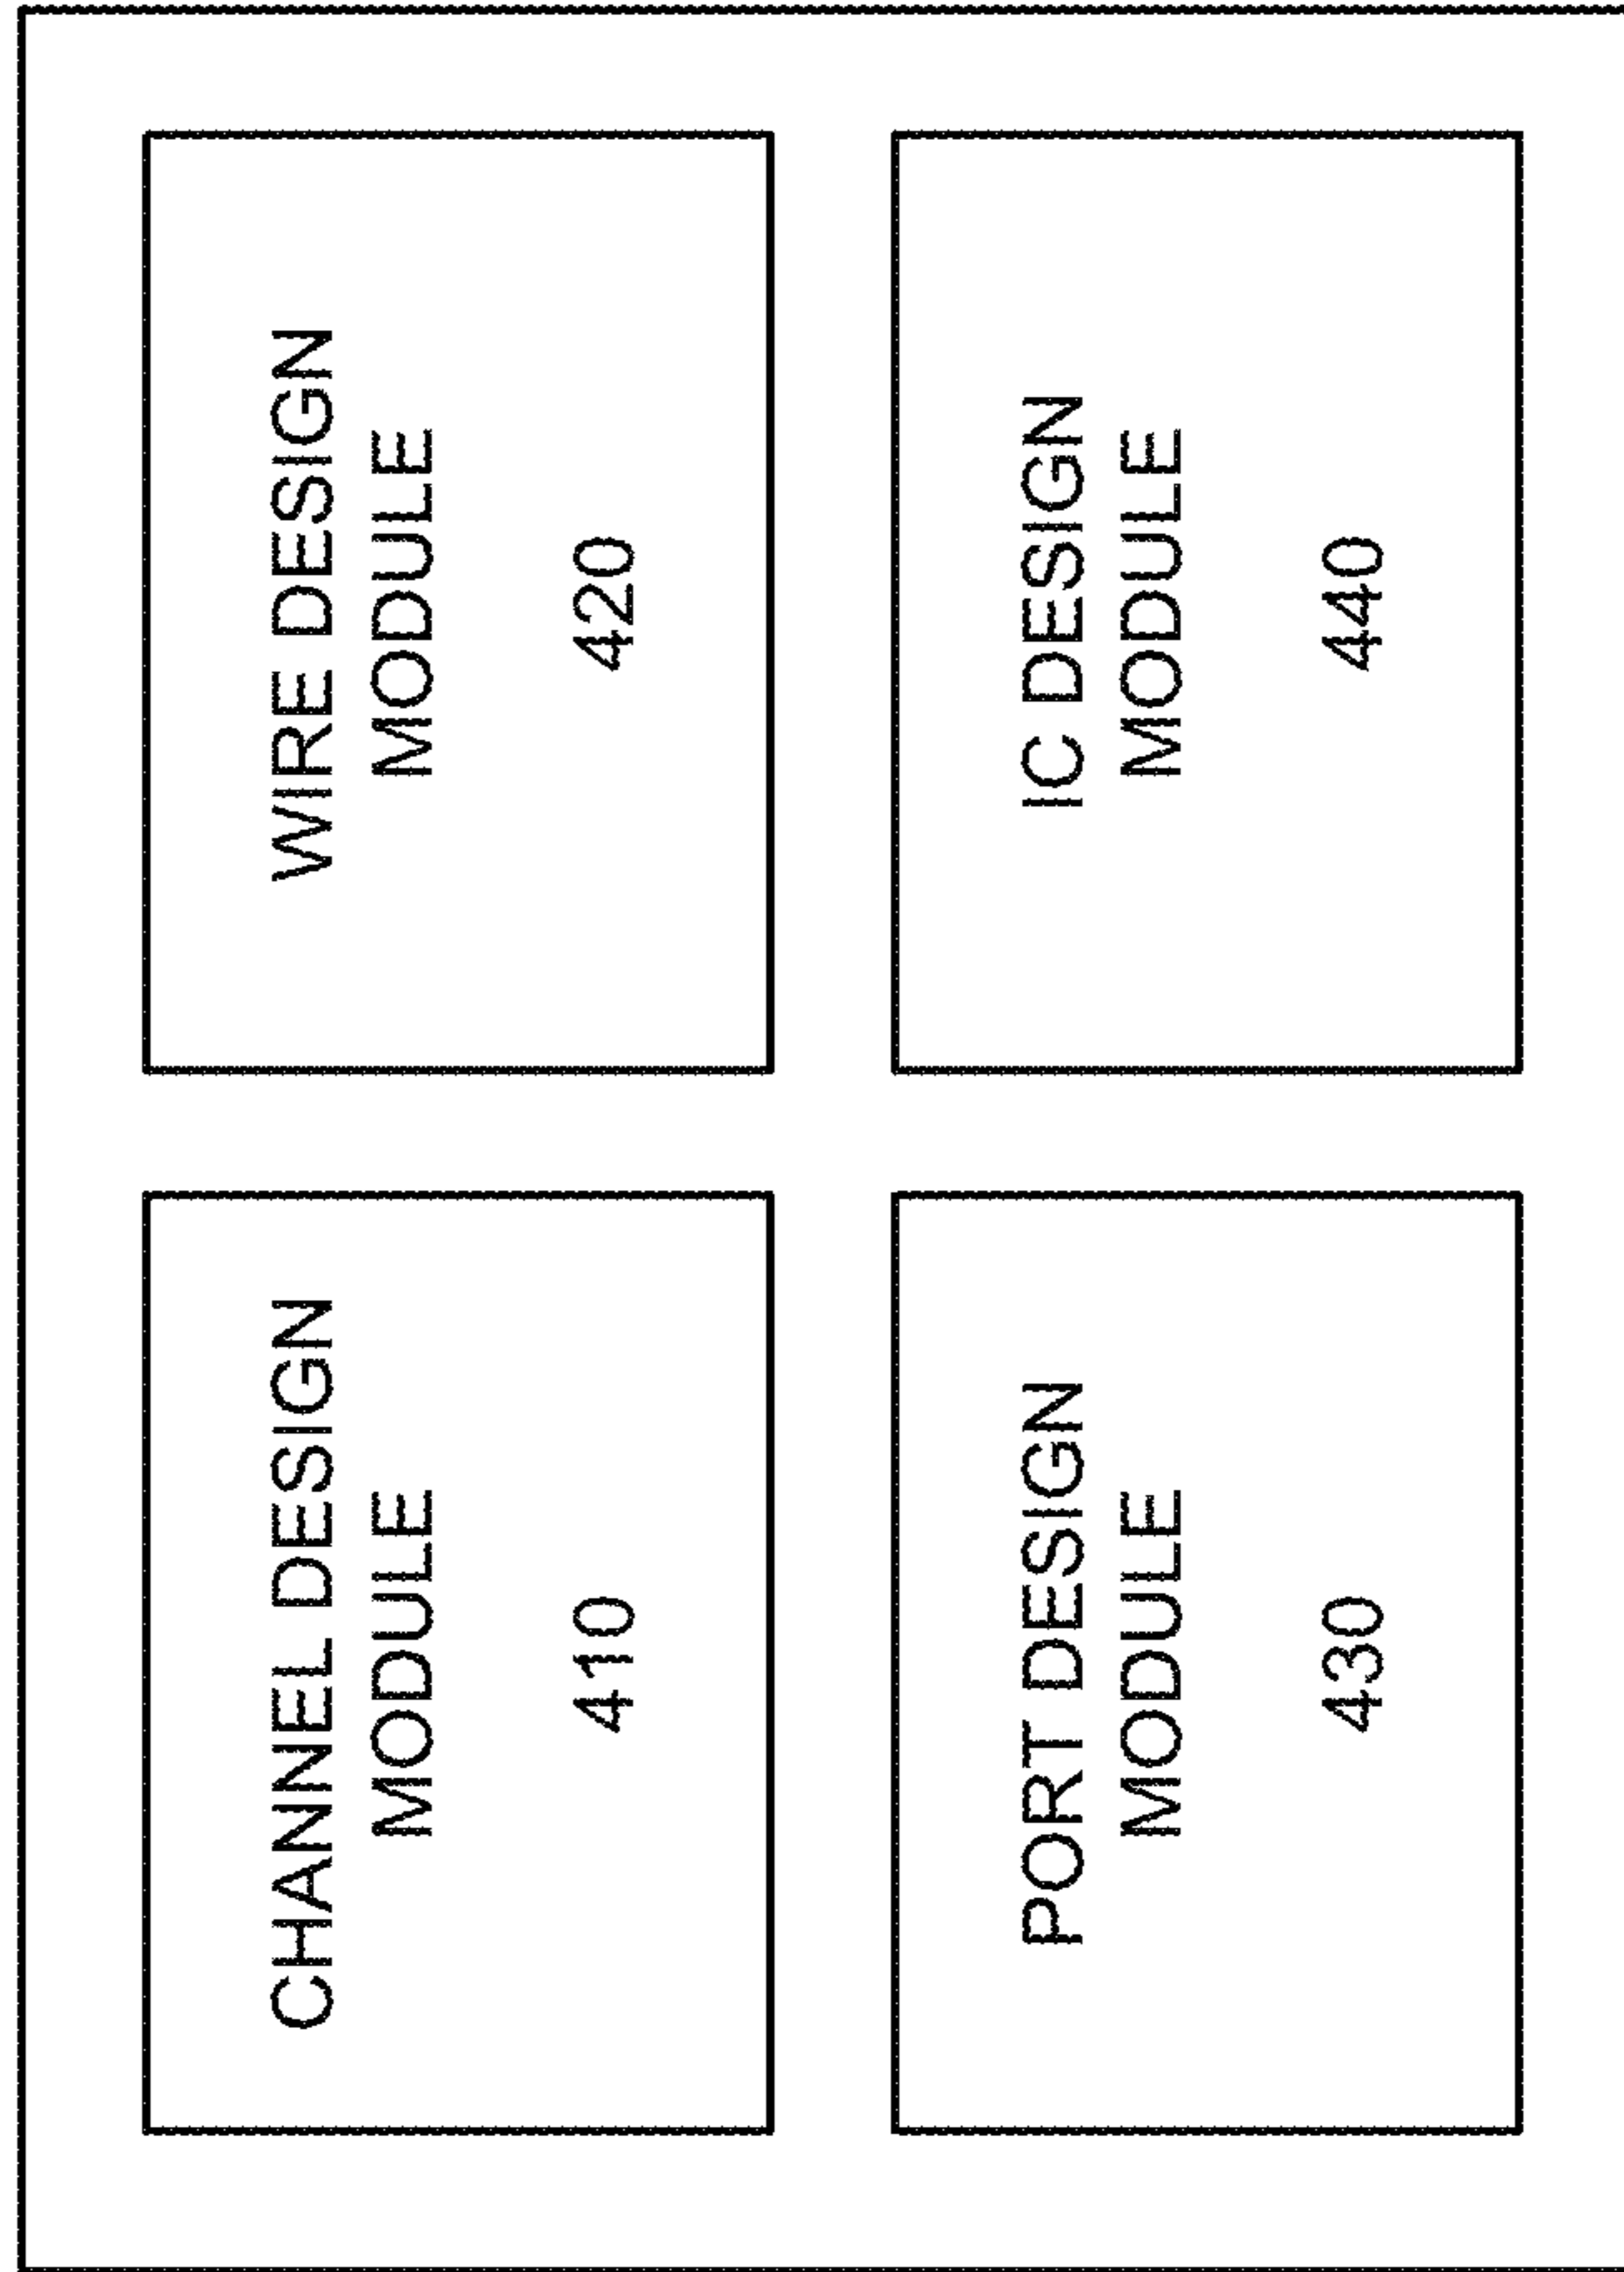 CHANNEL DESIGN
MODULE
410
WIRE DESIGN
MODULE
420
PORT DESIGN
MODULE
430
IC DESIGN
MODULE
440